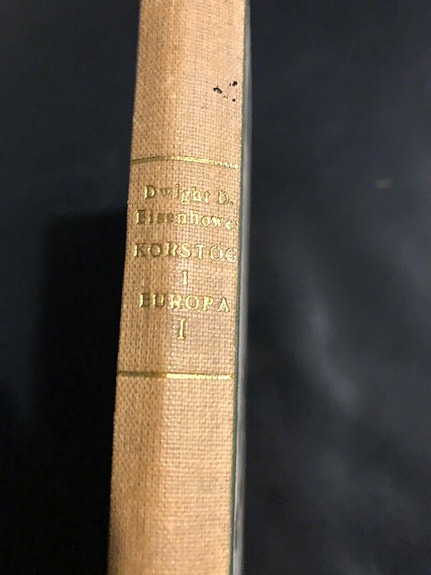 Dwight D.
Eisenhower
KORSTOG
I
EUROPA
I